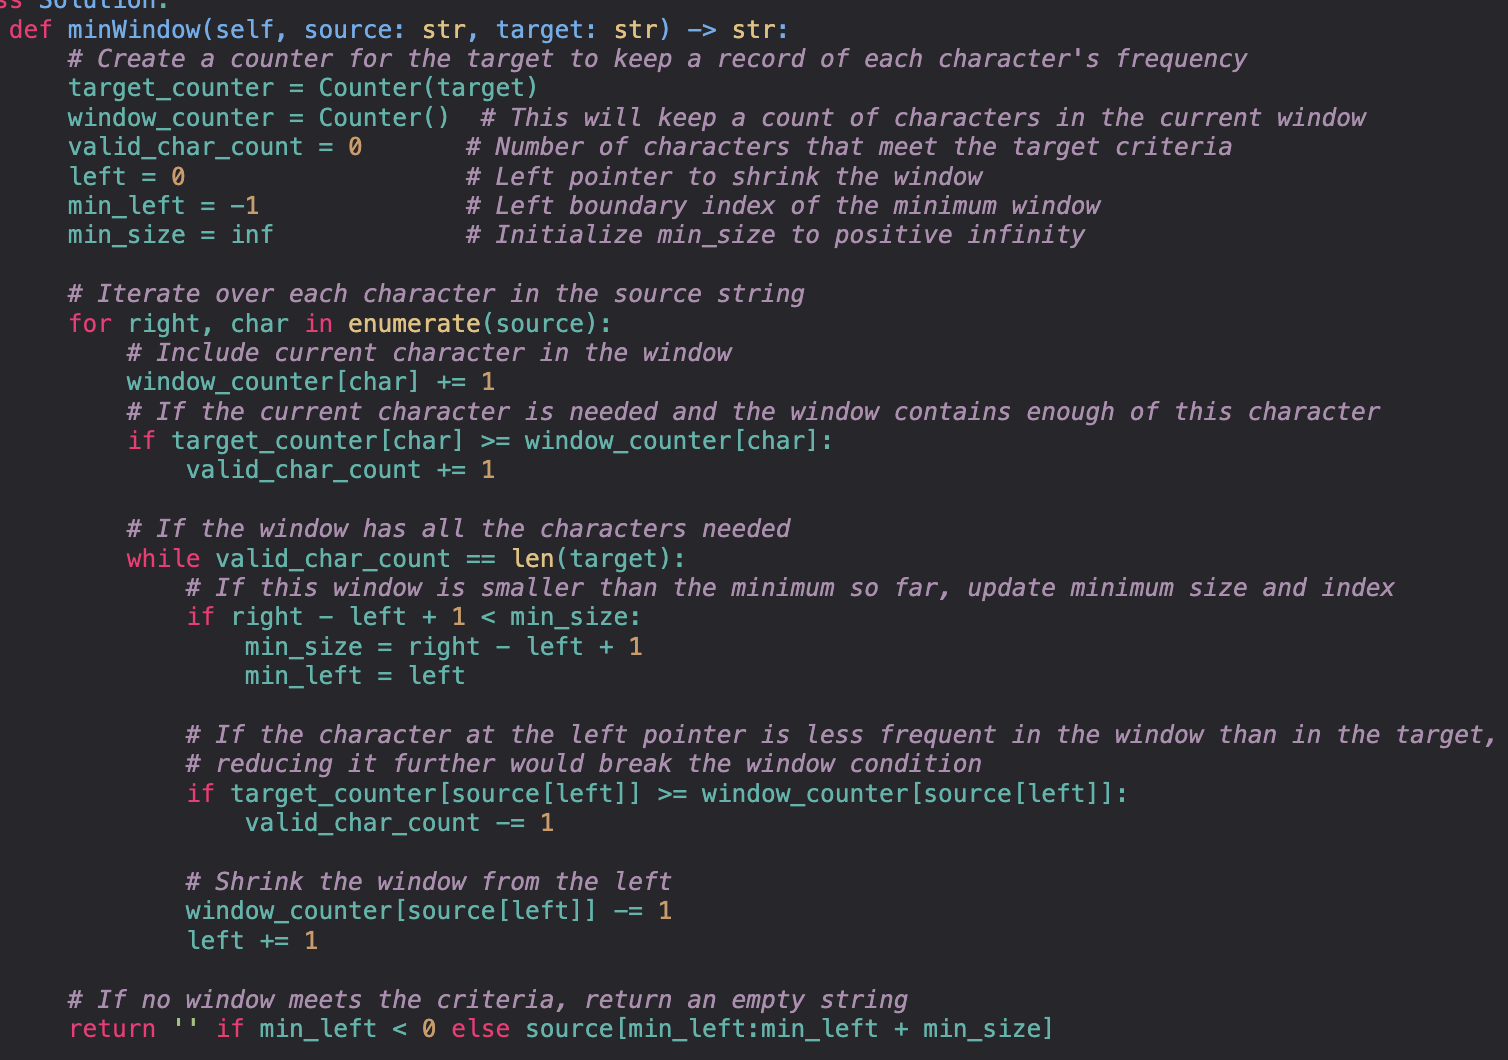 ss Solution:
def minWindow(self, source: str, target: str) -> str:
# Create a counter for the target to keep a record of each character's frequency
target_counter = Counter(target)
window_counter = Counter()  # This will keep a count of characters in the current window
valid_char_count = 0       # Number of characters that meet the target criteria
left = 0                   # Left pointer to shrink the window
min_left = -1              # Left boundary index of the minimum window
min_size = inf             # Initialize min_size to positive infinity
# Iterate over each character in the source string
for right, char in enumerate(source):
# Include current character in the window
window_counter[char] += 1
# If the current character is needed and the window contains enough of this character
if target_counter[char] >= window_counter[char]:
valid_char_count += 1
# If the window has all the characters needed
while valid_char_count == len(target):
# If this window is smaller than the minimum so far, update minimum size and index
if right - left + 1 < min_size:
min_size = right - left + 1
min_left = left
# If the character at the left pointer is less frequent in the window than in the target,
# reducing it further would break the window condition
if target_counter[source[left]] >= window_counter[source[left]]:
valid_char_count -= 1
# Shrink the window from the left
window_counter[source[left]] -= 1
left += 1
# If no window meets the criteria, return an empty string
return '' if min_left < 0 else source[min_left:min_left + min_size]